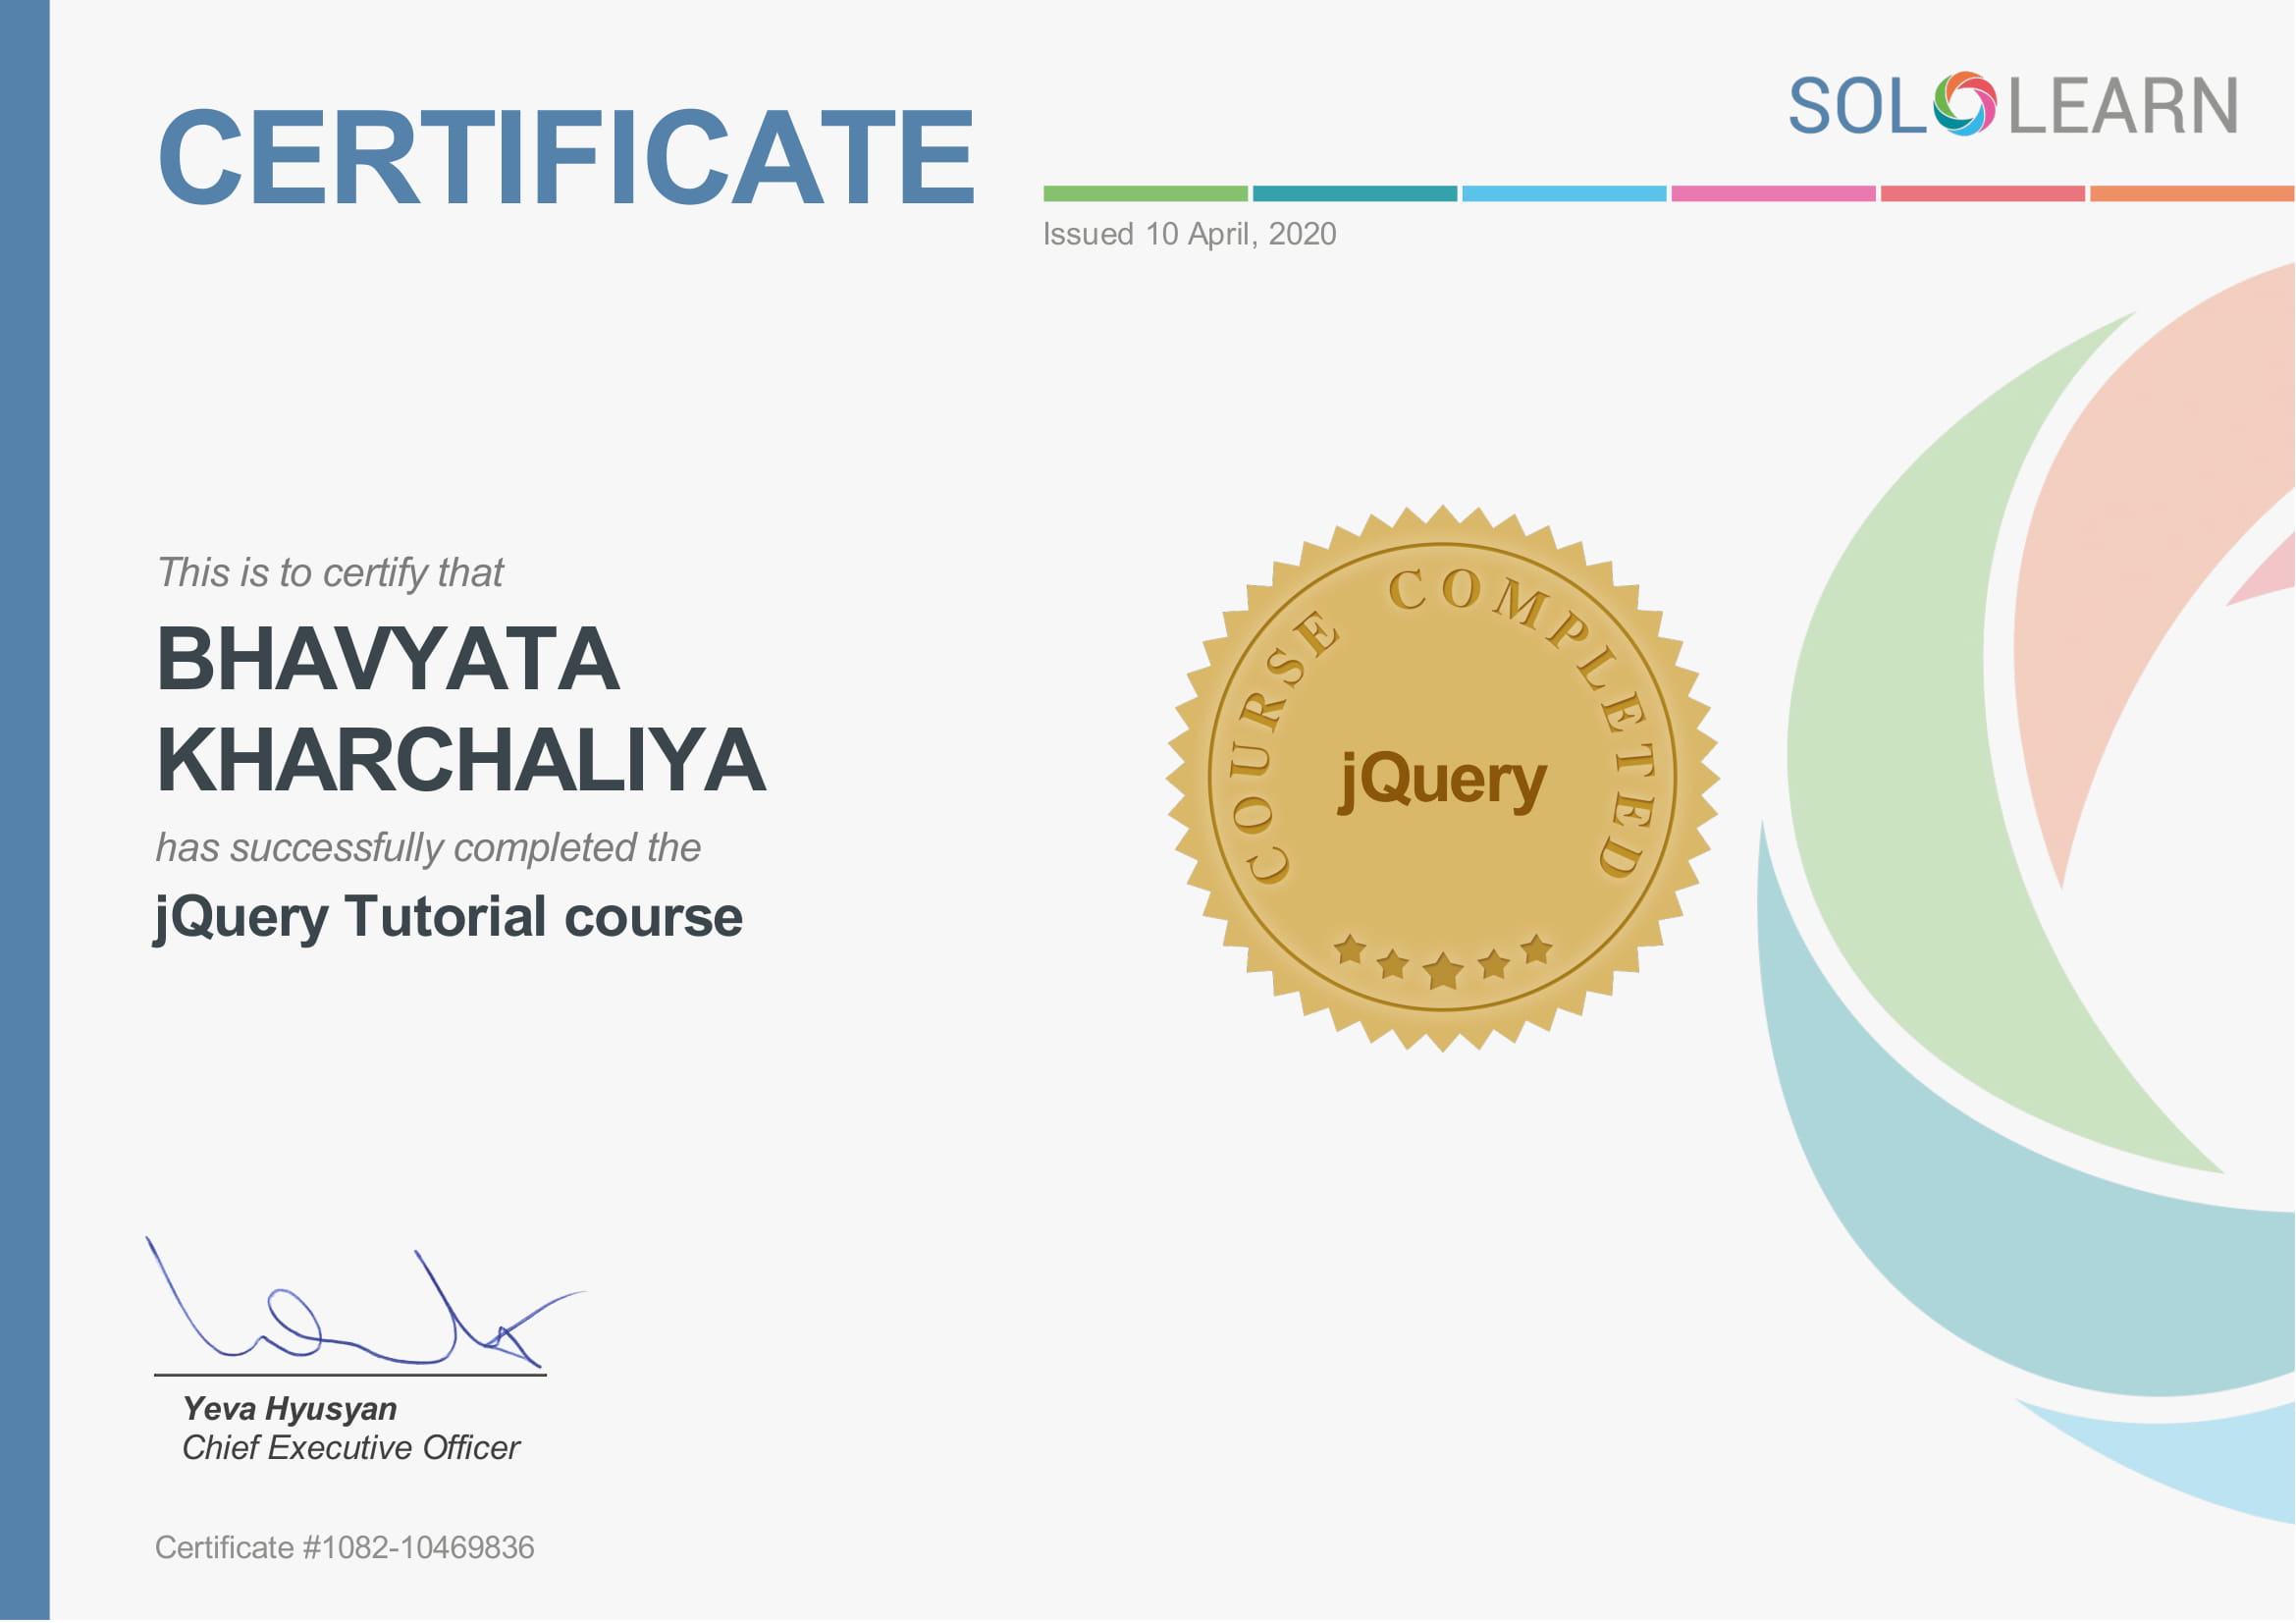 CERTIFICATE
SOLOLEARN
Issued 10 April, 2020
This is to certify that
BHAVYATA
KHARCHALIYA
has successfully completed the
jQuery Tutorial course
COURSE COMPLETED
jQuery
Yeva Hyusyan
Chief Executive Officer
Certificate #1082-10469836